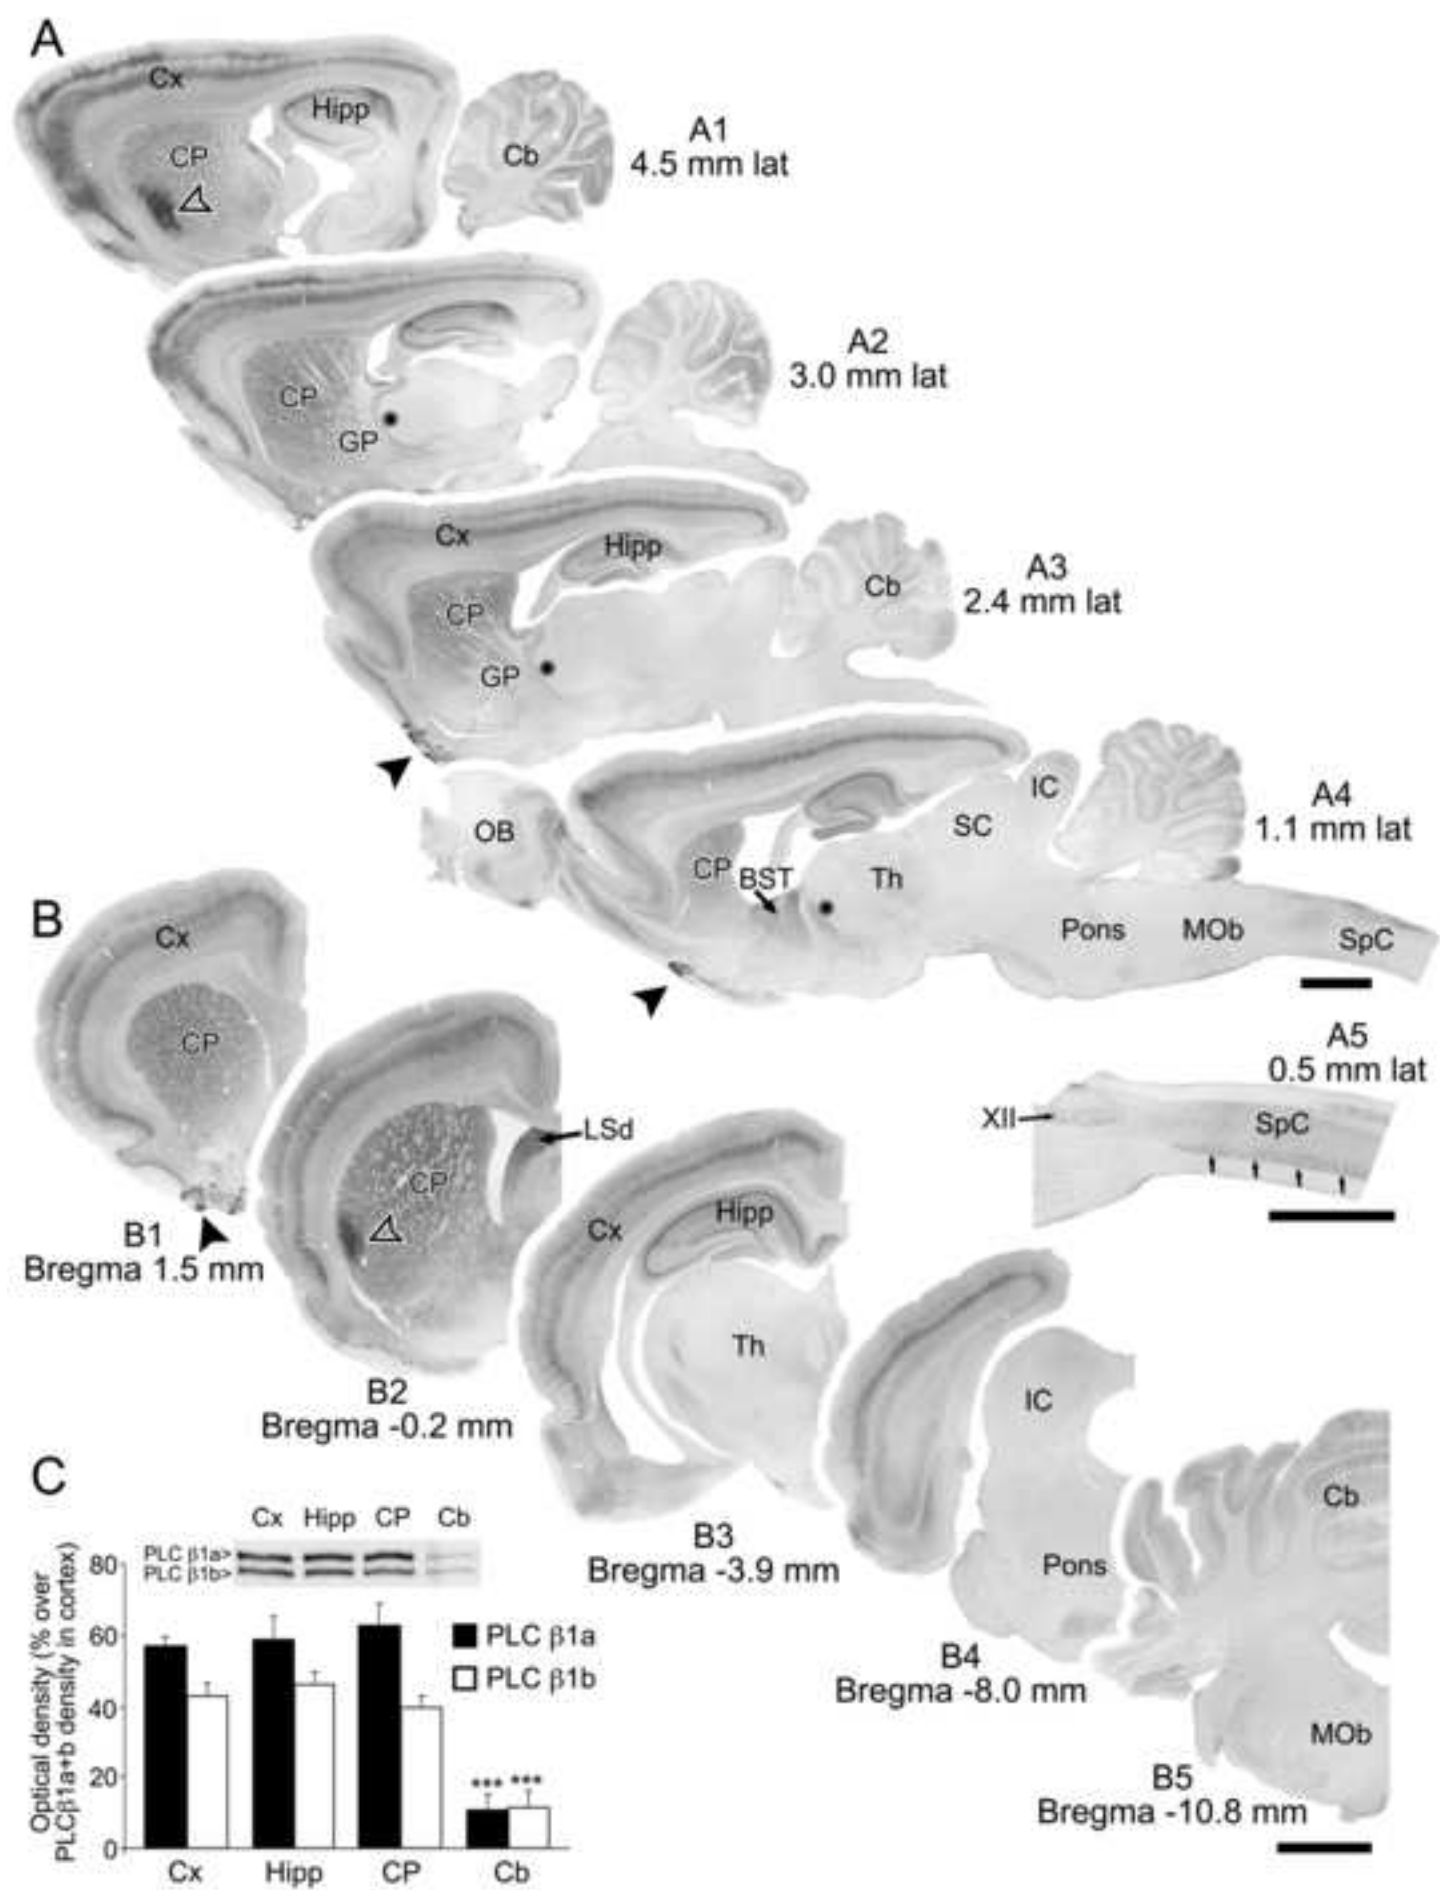 A
Cx
Hipp
CP
Cb
A1
4.5 mm lat
CP
GP
A2
3.0 mm lat
Cx
Hipp
CP
GP
Cb
A3
2.4 mm lat
OB
CP
BST
Th
SC
IC
Pons
MOb
SpC
A4
1.1 mm lat
A5
0.5 mm lat
XII
SpC
B
Cx
CP
B1
Bregma 1.5 mm
CP
LSd
B2
Bregma -0.2 mm
Cx
Hipp
Th
B3
Bregma -3.9 mm
IC
Pons
B4
Bregma -8.0 mm
Cb
MOb
B5
Bregma -10.8 mm
C
Cx Hipp CP Cb
PLC β1a>
PLC β1b>
Optical density (% over
PLCβ1a+b density in cortex)
80
60
40
20
0
PLC β1a
PLC β1b
*** ***
Cx Hipp CP Cb